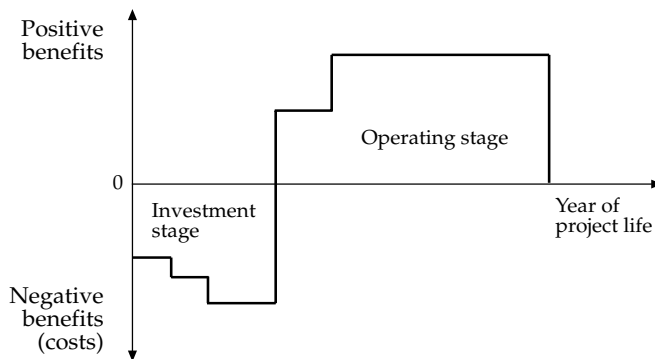 Positive
benefits
Operating stage
0
Investment
stage
Year of
project life
Negative
benefits
(costs)